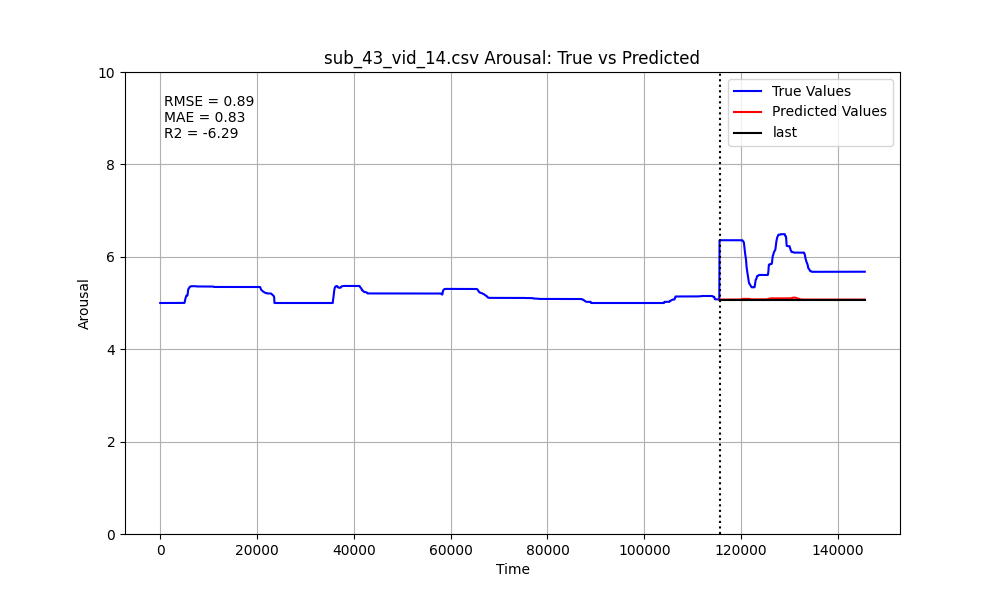 sub_43_vid_14.csv Arousal: True vs Predicted
RMSE = 0.89
MAE = 0.83
R2 = -6.29
True Values
Predicted Values
last
Arousal
10
8
6
4
2
0
0
20000
40000
60000
80000
100000
120000
140000
Time